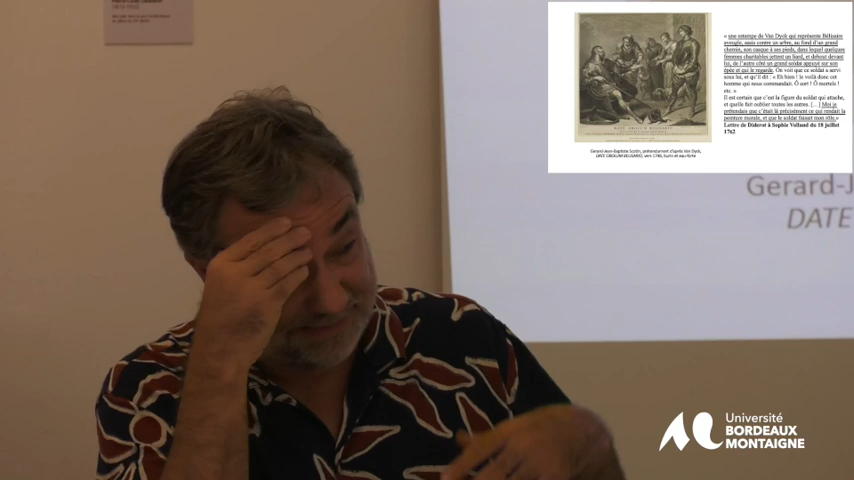 « une estampe de Van Dyck qui représente Bélisaire
aveugle, assis contre un arbre, au fond d'un grand
chemin, son casque à ses pieds, dans lequel quelques
femmes charitables jettent un liard, et debout devant
lui, de l'autre côté un grand soldat appuyé sur son
épée et qui le regarde. On voit que ce soldat a servi
sous lui, et qu'il dit : « Eh bien ! le voilà donc cet
homme qui nous commandait. Ô sort ! Ô mortels !
etc. »
Il est certain que c'est la figure du soldat qui attache,
et quelle fait oublier toutes les autres. [...] Moi je
prétendais que c'était là précisément ce qui rendait la
peinture morale, et que le soldat faisait mon rôle.»
Lettre de Diderot à Sophie Volland du 18 juillet
1762
DATE OBOLUM BELISARIO
Gerard-Jean-Baptiste Scotin, prétendument d'après Van Dyck,
DATE OBOLUM BELISARIO, vers 1740, burin et eau-forte
Gerard-J
DATE
Université
BORDEAUX
MONTAIGNE